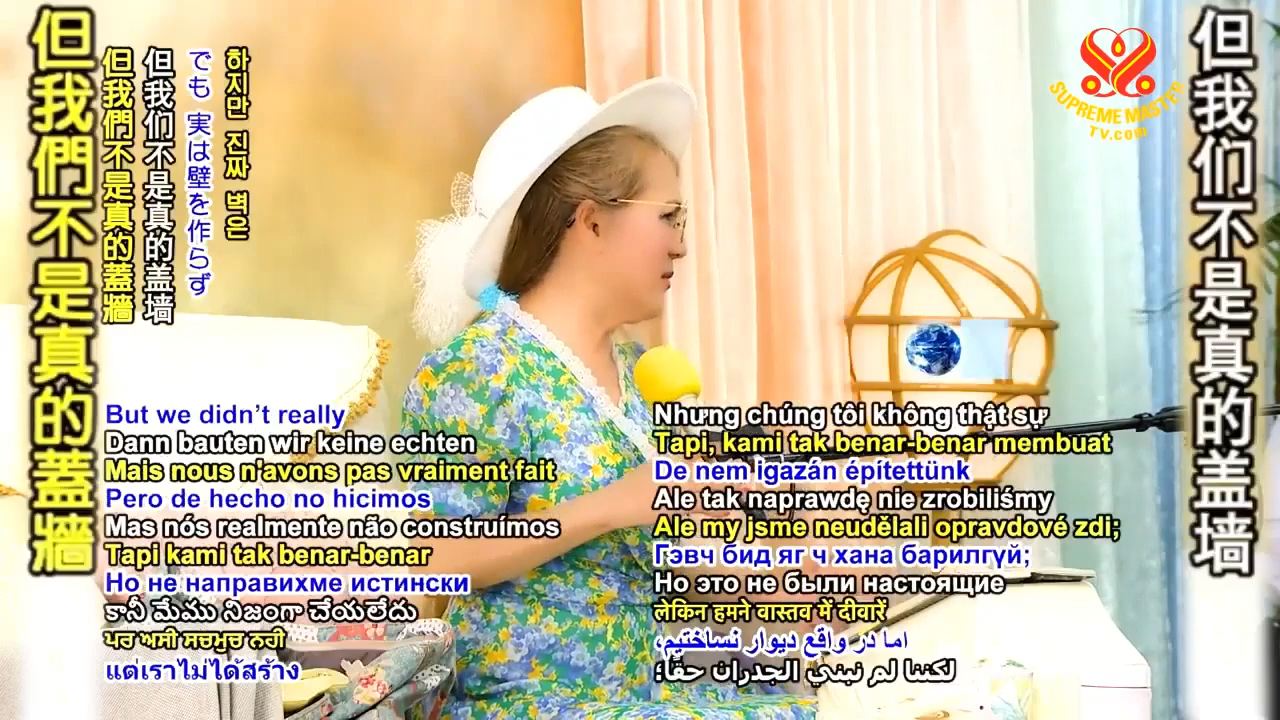 但我們不是真的蓋牆
但我們不是真的蓋牆
但我们不是真的盖墙
でも 実は壁を作らず
하지만 진짜 벽은
SUPREME MASTER
TV.COM
但我们不是真的盖墙
But we didn’t really
Dann bauten wir keine echten
Mais nous n'avons pas vraiment fait
Pero de hecho no hicimos
Mas nós realmente não construímos
Tapi kami tak benar-benar
Но не направихме истински
కానీ మేము నిజంగా చేయలేదు
ਪਰ ਅਸੀ ਸਚਮੁਚ ਨਹੀ
แต่เราไม่ได้สร้าง
Nhưng chúng tôi không thật sự
Tapi, kami tak benar-benar membuat
De nem igazán építettünk
Ale tak naprawdę nie zrobiliśmy
Ale my jsme neudělali opravdové zdi;
Гэвч бид яг ч хана барилгүй;
Но это не были настоящие
लेकिन हमने वास्तव में दीवारें
اما در واقع دیوار نساختیم،
لكننا لم نبني الجدران حقًا؛